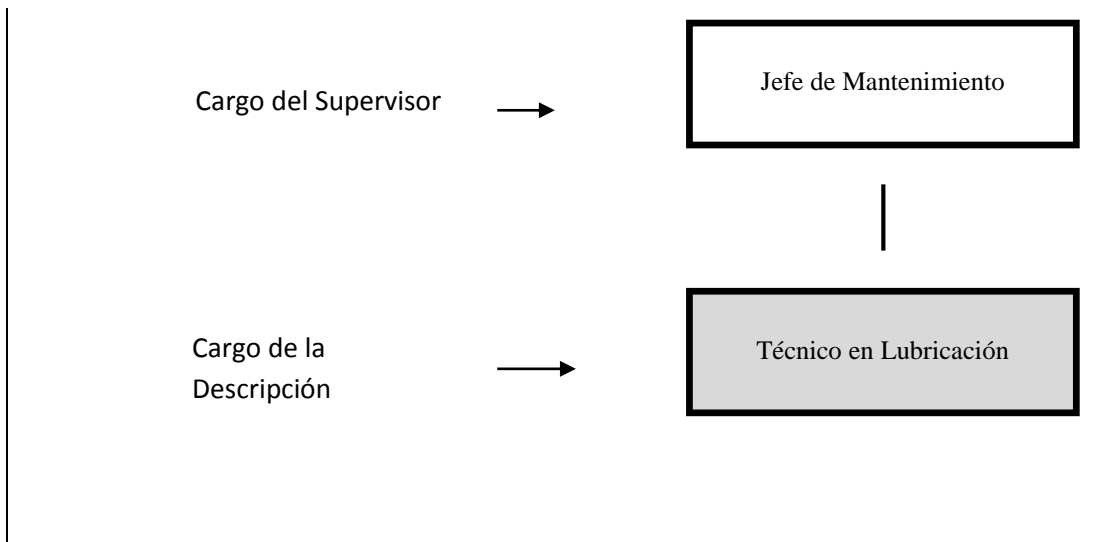 Cargo del Supervisor
Jefe de Mantenimiento
Cargo de la
Descripción
Técnico en Lubricación